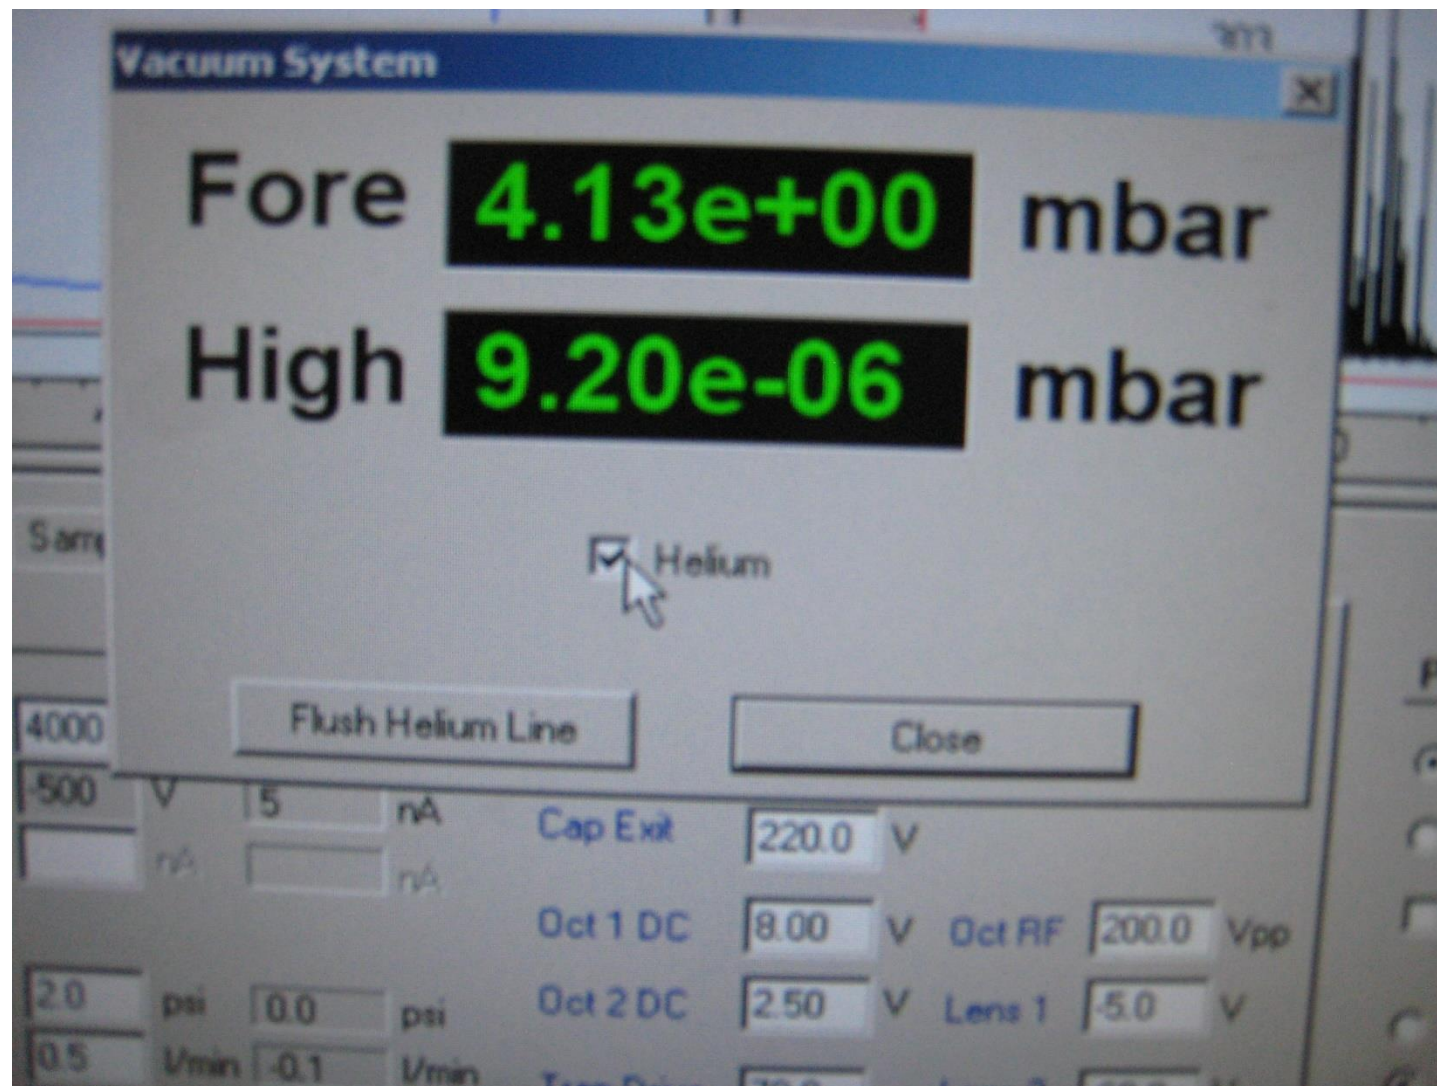 Vacuum System
Fore 4.13e+00 mbar
High 9.20e-06 mbar
Helium
Flush Helium Line Close
4000
-500 V 5 nA Cap Exit 220.0 V
nA nA
Oct 1 DC 8.00 V Oct RF 200.0 Vpp
2.0 psi 0.0 psi Oct 2 DC 2.50 V Lens 1 -5.0 V
0.5 l/min -0.1 l/min